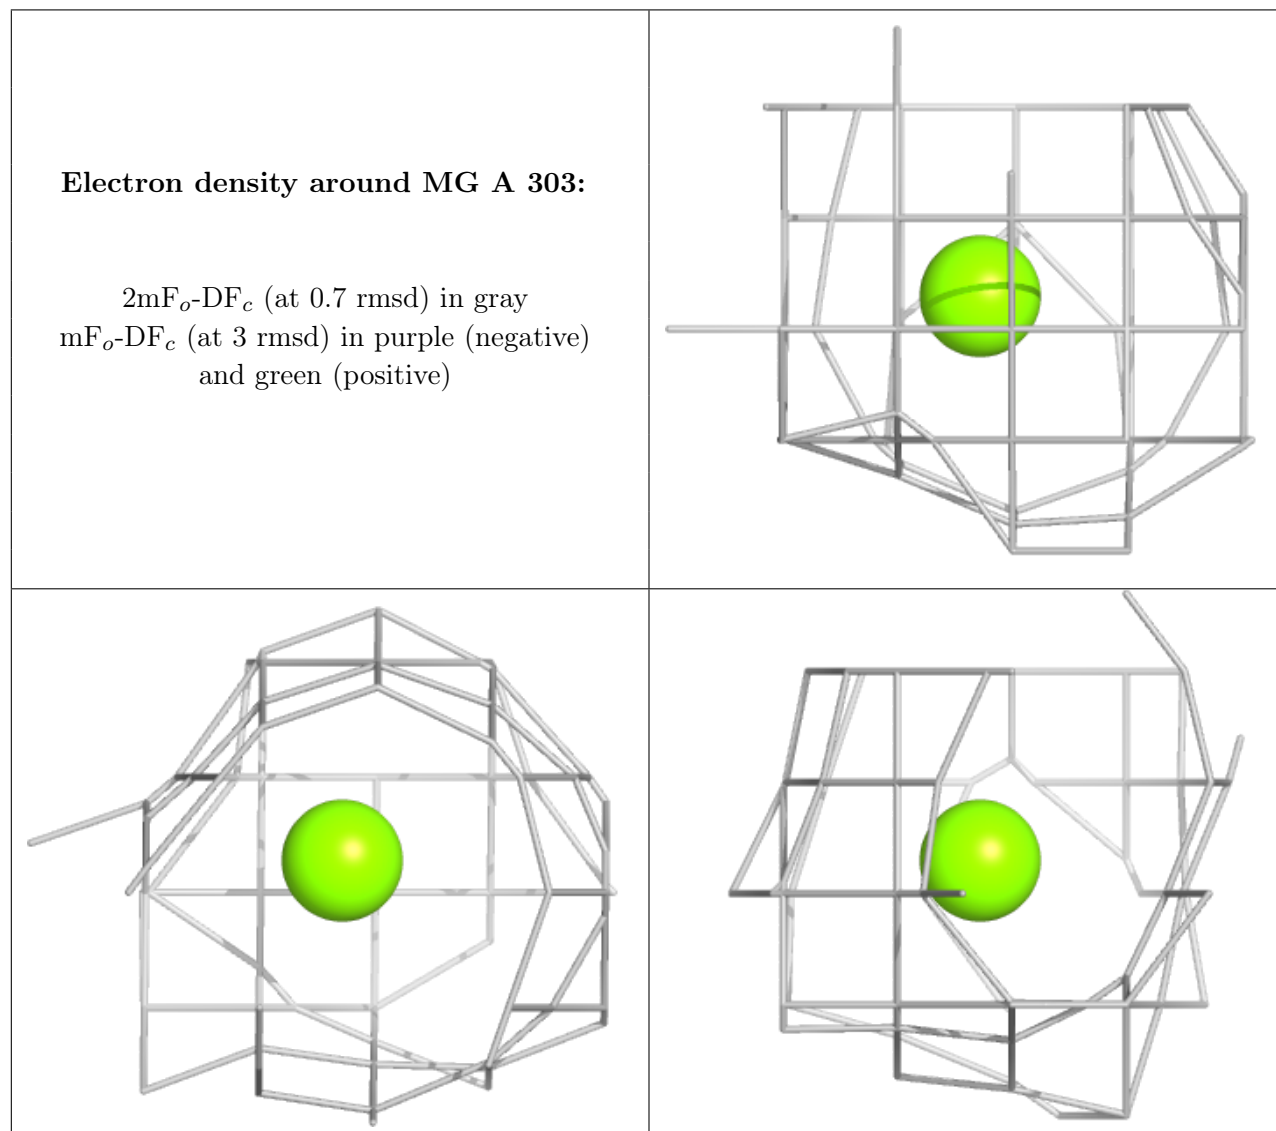 Electron density around MG A 303:
2mFo-DFc (at 0.7 rmsd) in gray
mFo-DFc (at 3 rmsd) in purple (negative)
and green (positive)